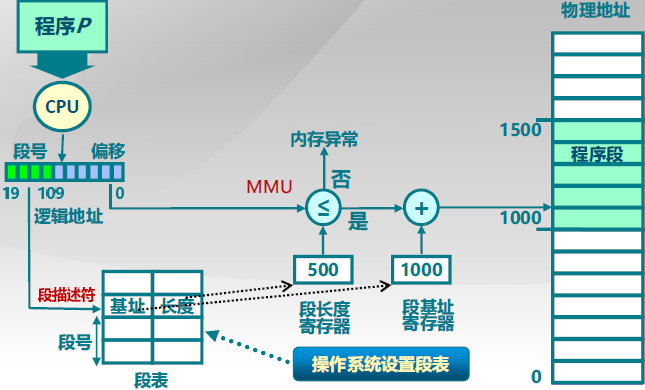 程序P
物理地址
CPU
段号
偏移
19
109
0
逻辑地址
MMU
内存异常
否
≤
是
+
1500
程序段
1000
0
500
1000
段长度
寄存器
段基址
寄存器
段描述符
基址
长度
段号
段表
操作系统设置段表